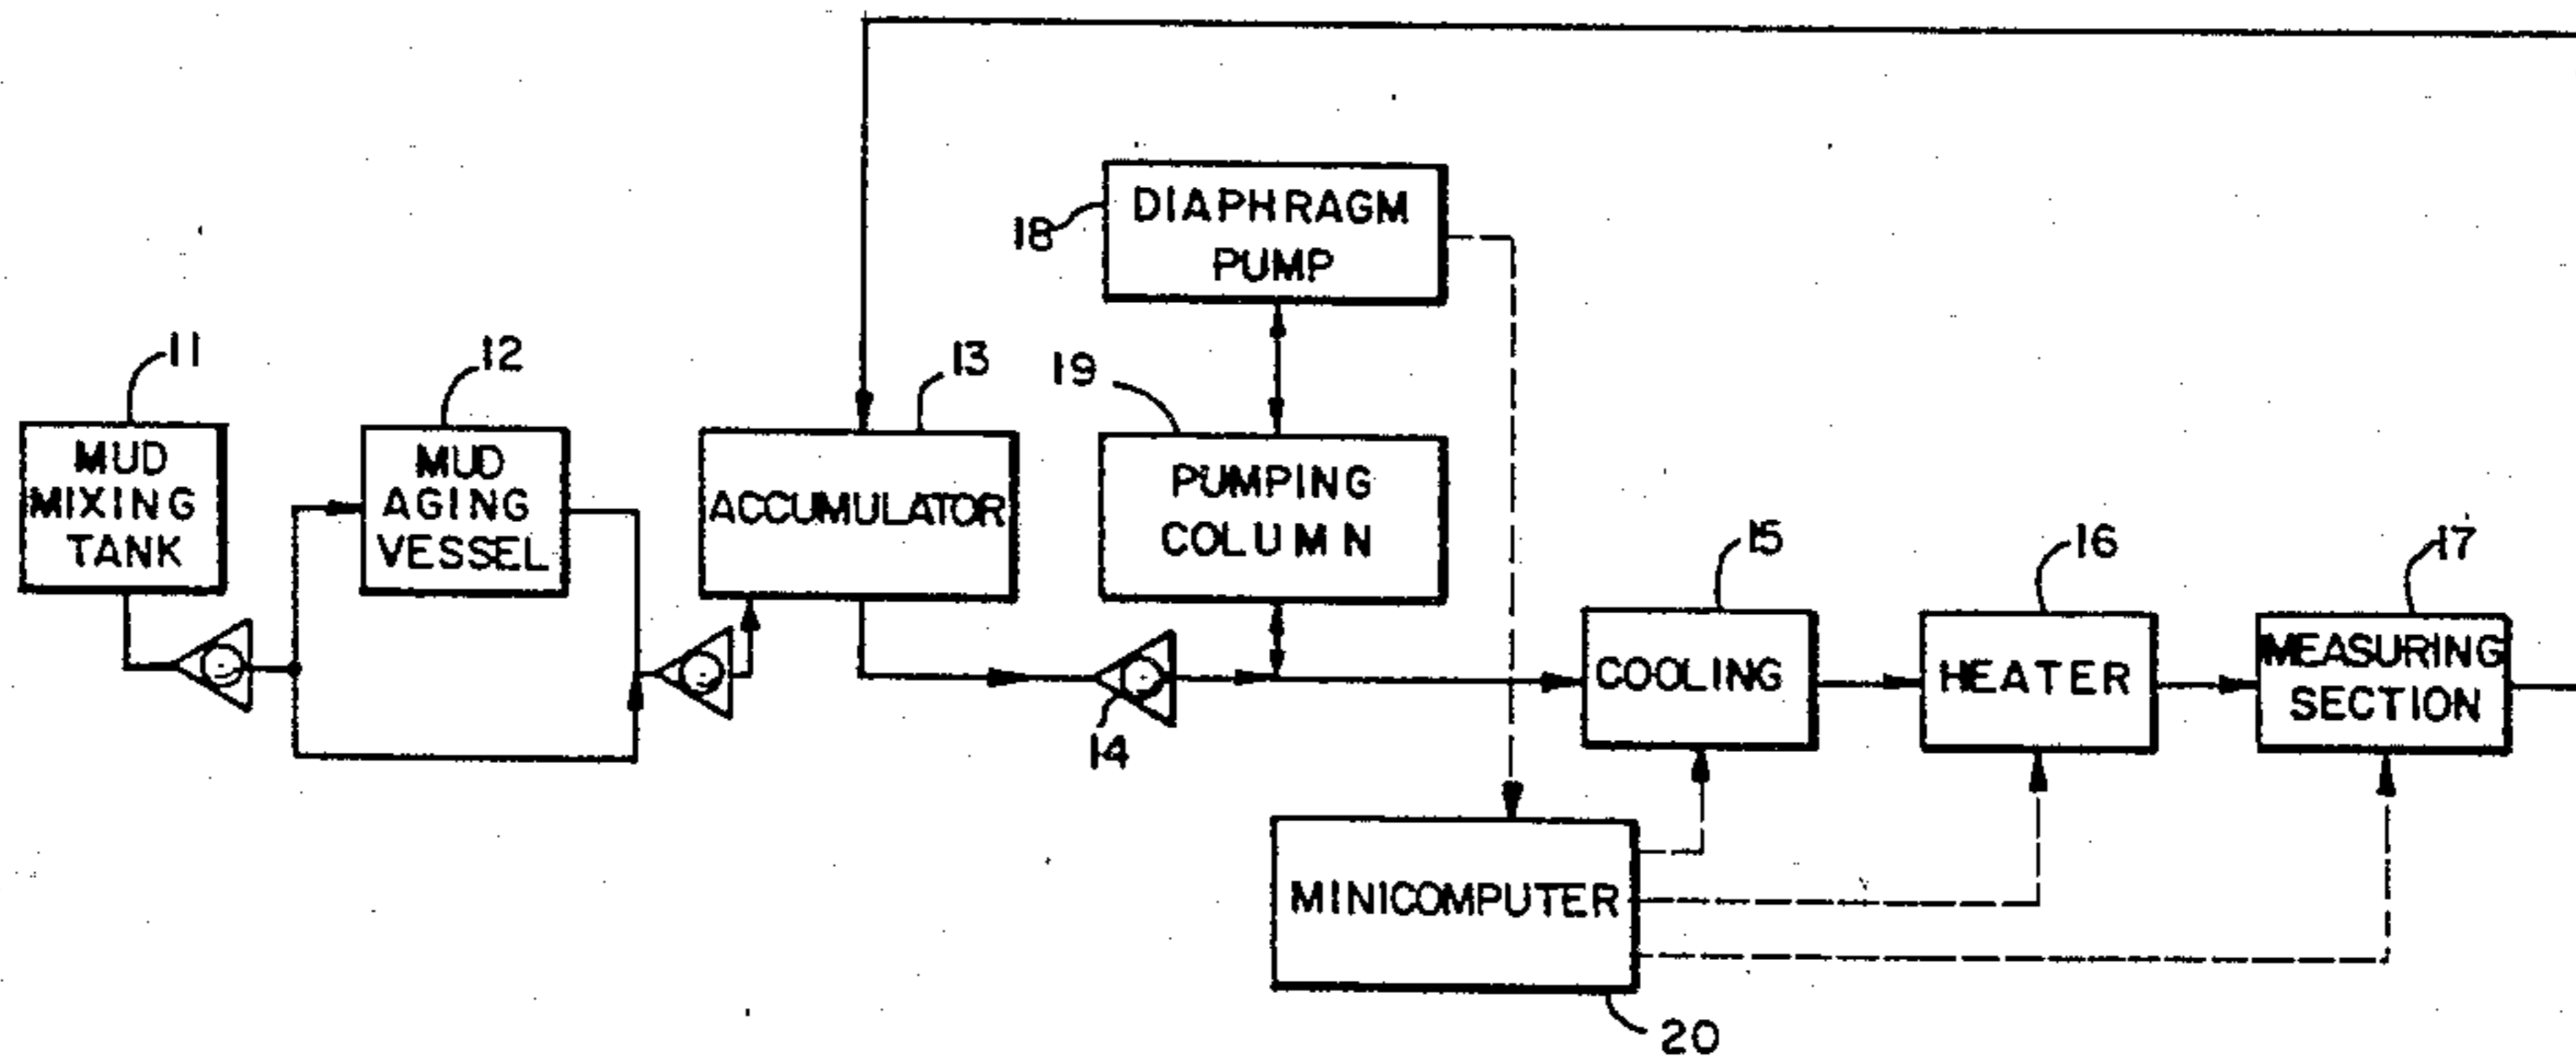 18
DIAPHRAGM
PUMP
11
12
13
19
MUD
MIXING
TANK
MUD
AGING
VESSEL
ACCUMULATOR
PUMPING
COLUMN
14
15
16
17
COOLING
HEATER
MEASURING
SECTION
MINICOMPUTER
20